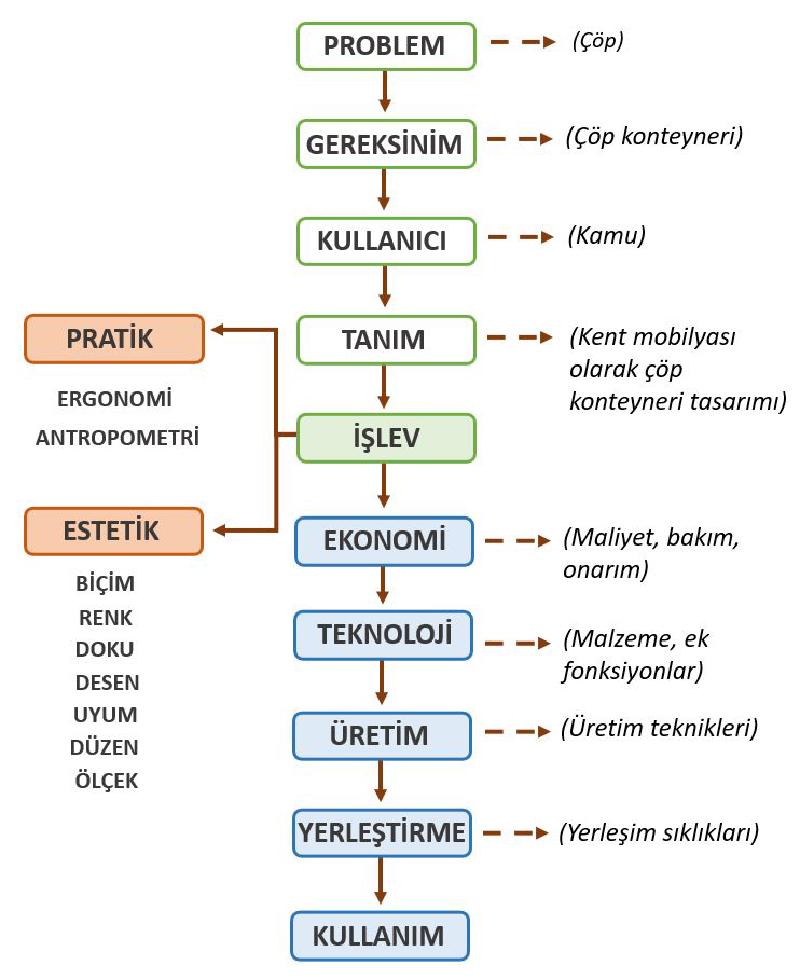 PROBLEM
(Çöp)
GEREKSİNİM
(Çöp konteyneri)
KULLANICI
(Kamu)
TANIM
(Kent mobilyası
olarak çöp
konteyneri tasarımı)
PRATİK
ERGONOMİ
ANTROPOMETRİ
İŞLEV
ESTETİK
BİÇİM
RENK
DOKU
DESEN
UYUM
DÜZEN
ÖLÇEK
EKONOMİ
(Maliyet, bakım,
onarım)
TEKNOLOJİ
(Malzeme, ek
fonksiyonlar)
ÜRETİM
(Üretim teknikleri)
YERLEŞTİRME
(Yerleşim sıklıkları)
KULLANIM